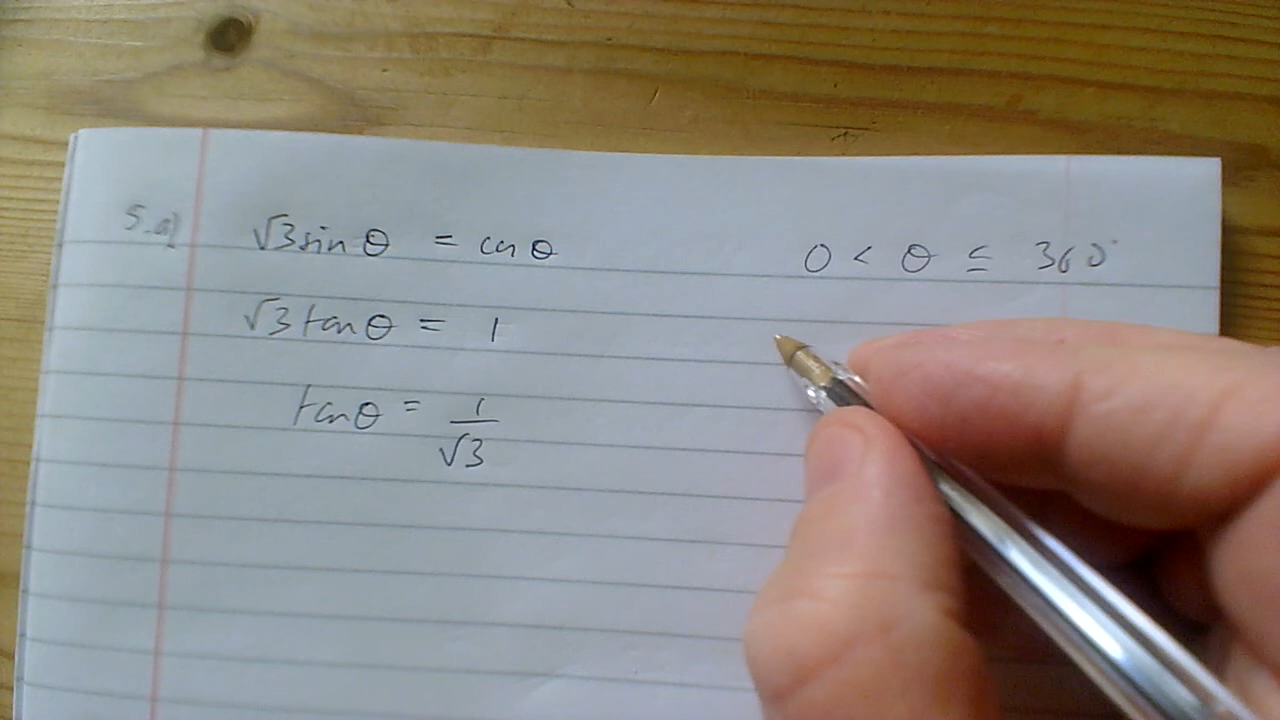 5.a) √3 sin θ = cos θ 0 < θ ≤ 360°
√3 tan θ = 1
tan θ = 1/√3